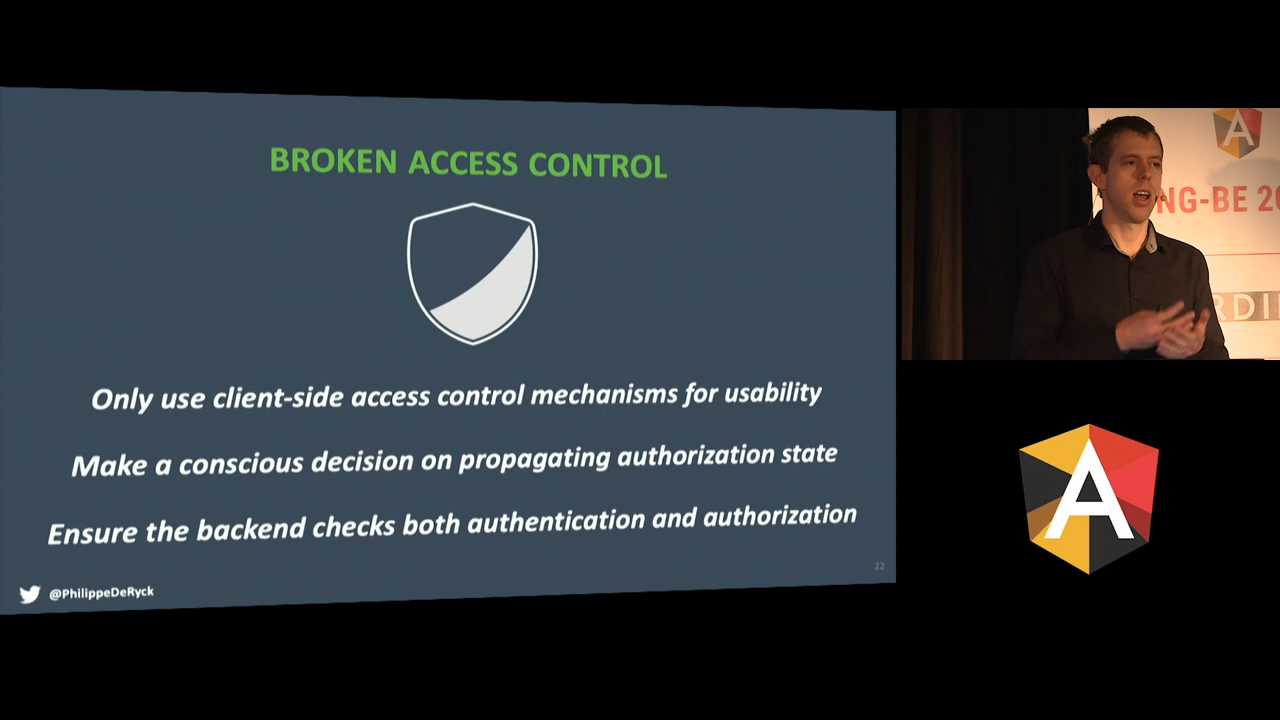 BROKEN ACCESS CONTROL
Only use client-side access control mechanisms for usability
Make a conscious decision on propagating authorization state
Ensure the backend checks both authentication and authorization
22
@PhilippeDeRyck
A
NG-BE 20
RDI
A